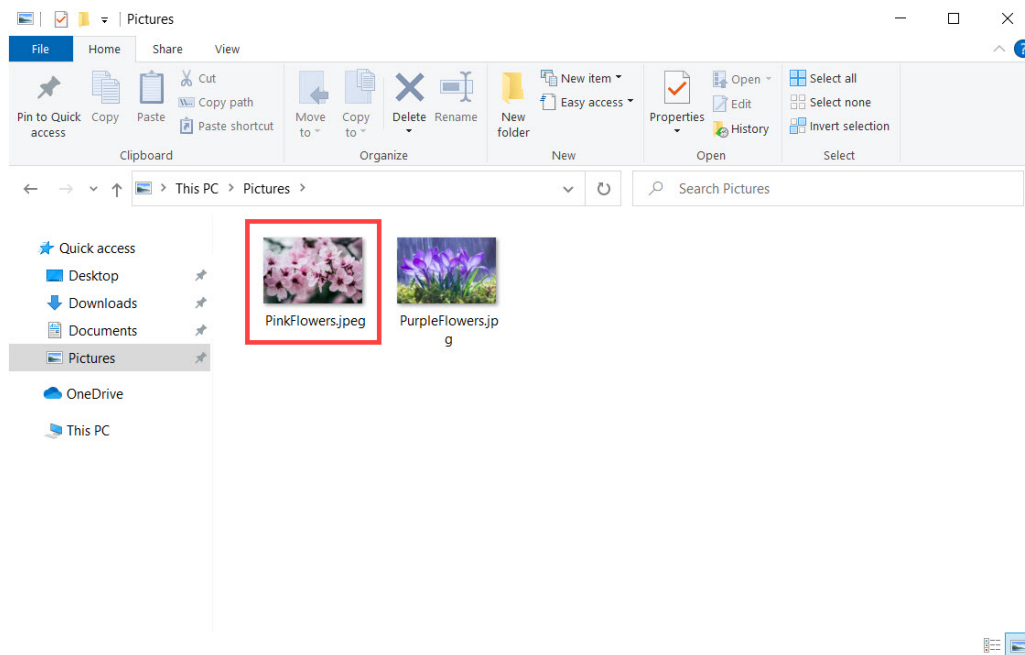 Pictures
File Home Share View
Pin to Quick access
Copy
Paste
Cut
Copy path
Paste shortcut
Clipboard
Move to
Copy to
Delete
Rename
Organize
New folder
New item
Easy access
New
Properties
Open
Edit
History
Open
Select all
Select none
Invert selection
Select
This PC > Pictures >
Search Pictures
Quick access
Desktop
Downloads
Documents
Pictures
OneDrive
This PC
PinkFlowers.jpeg
PurpleFlowers.jp
g